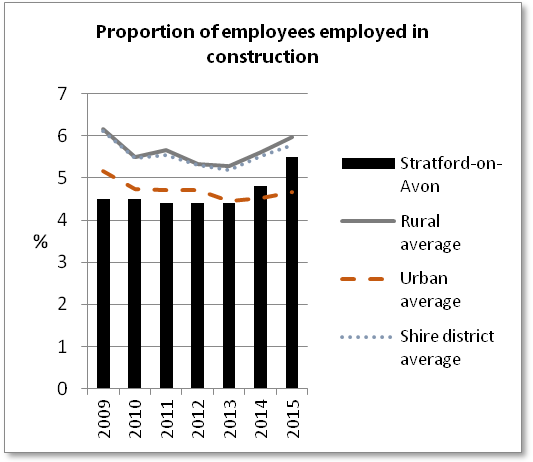 Proportion of employees employed in
construction
7
6
5
4
3
2
1
0
%
2009
2010
2011
2012
2013
2014
2015
Stratford-on-
Avon
Rural
average
Urban
average
Shire district
average